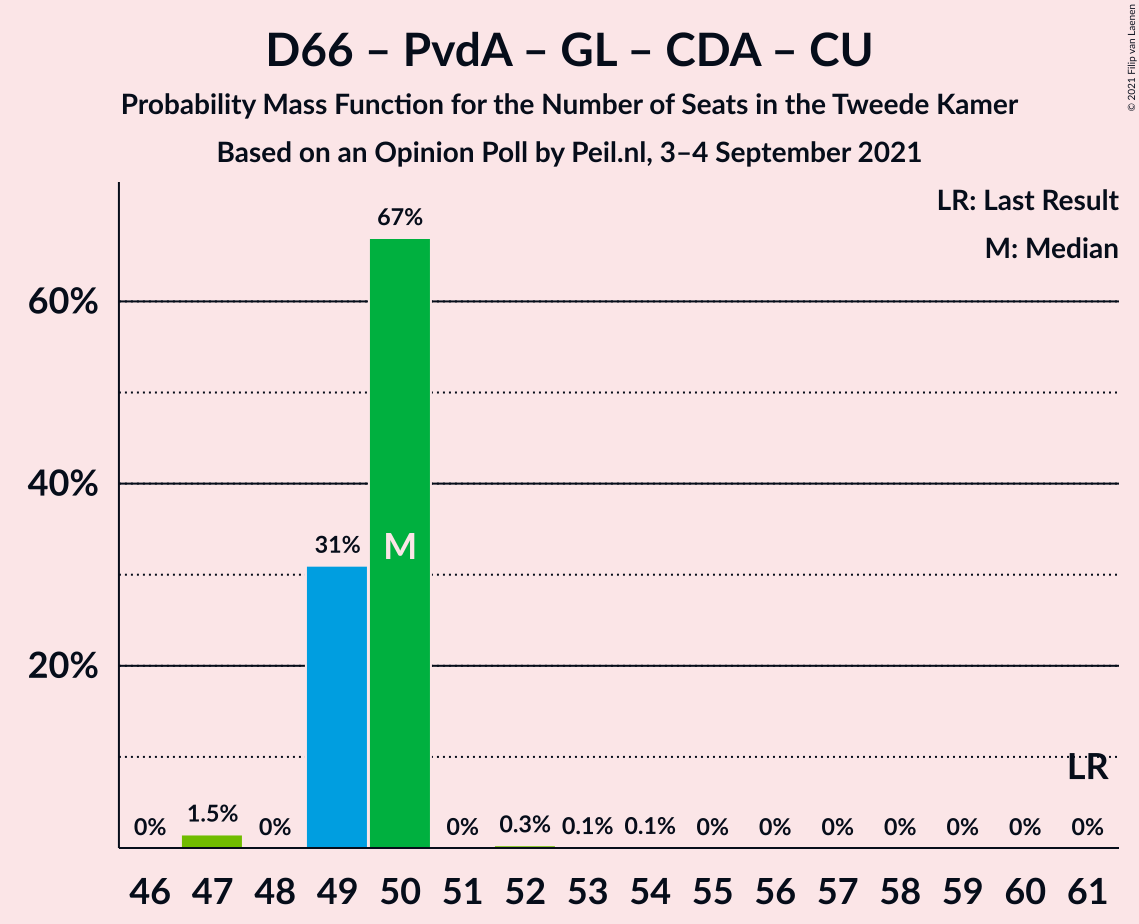 D66 – PvdA – GL – CDA – CU
Probability Mass Function for the Number of Seats in the Tweede Kamer
Based on an Opinion Poll by Peil.nl, 3–4 September 2021
© 2021 Filip van Laenen
LR: Last Result
M: Median
60%
40%
20%
0% 1.5% 0% 31% 67% 0% 0.3% 0.1% 0.1% 0% 0% 0% 0% 0% 0% 0%
M
LR
46 47 48 49 50 51 52 53 54 55 56 57 58 59 60 61